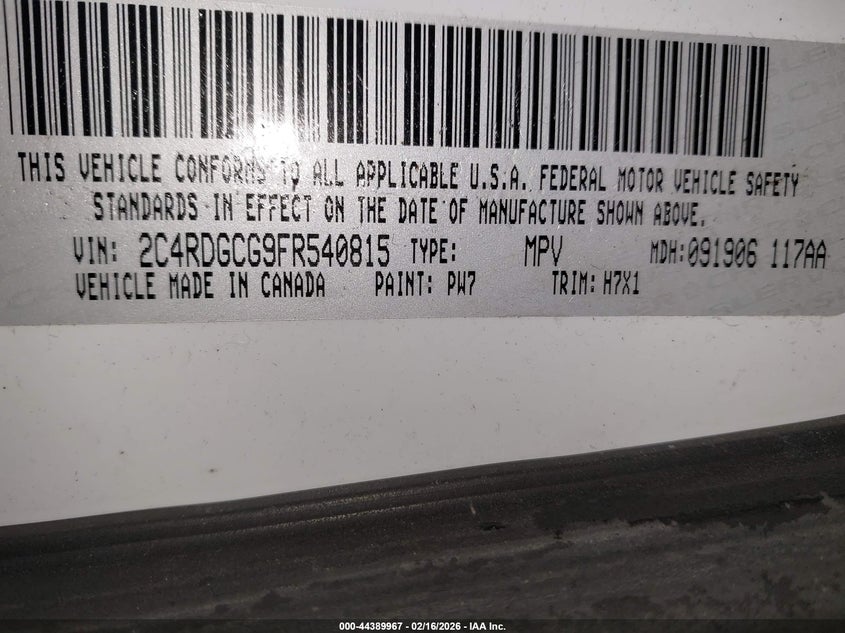 THIS VEHICLE CONFORMS TO ALL APPLICABLE U.S.A. FEDERAL MOTOR VEHICLE SAFETY
STANDARDS IN EFFECT ON THE DATE OF MANUFACTURE SHOWN ABOVE.
VIN: 2C4RDGCG9FR540815 TYPE: MPV MDH:091906 117AA
VEHICLE MADE IN CANADA PAINT: PW7 TRIM: H7X1
000-44389967 - 02/16/2026 - IAA Inc.